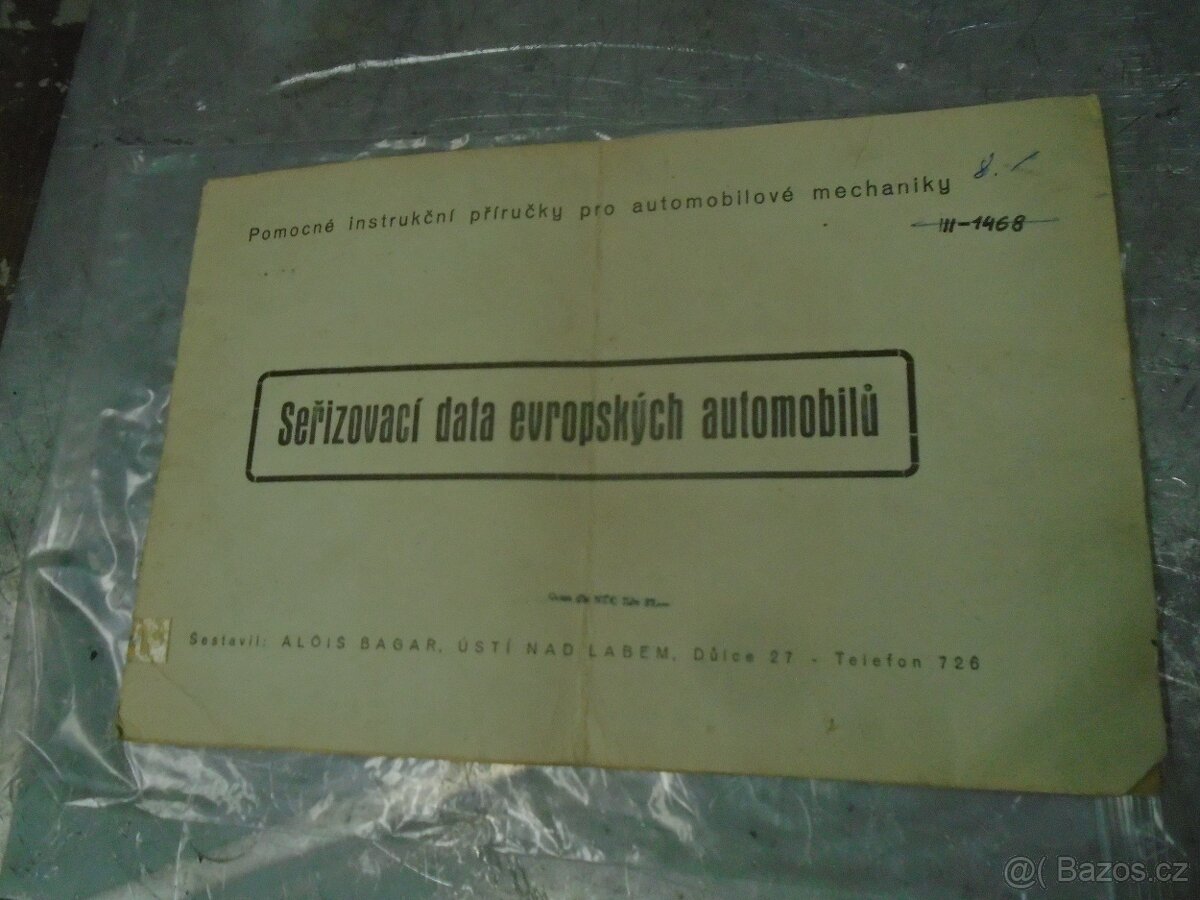 Pomocné instrukční příručky pro automobilové mechaniky
8.
III-1468
Seřizovací data evropských automobilů
Sestavil: ALOIS BAGAR, ÚSTÍ NAD LABEM, Důlce 27 - Telefon 726
@( Bazos.cz